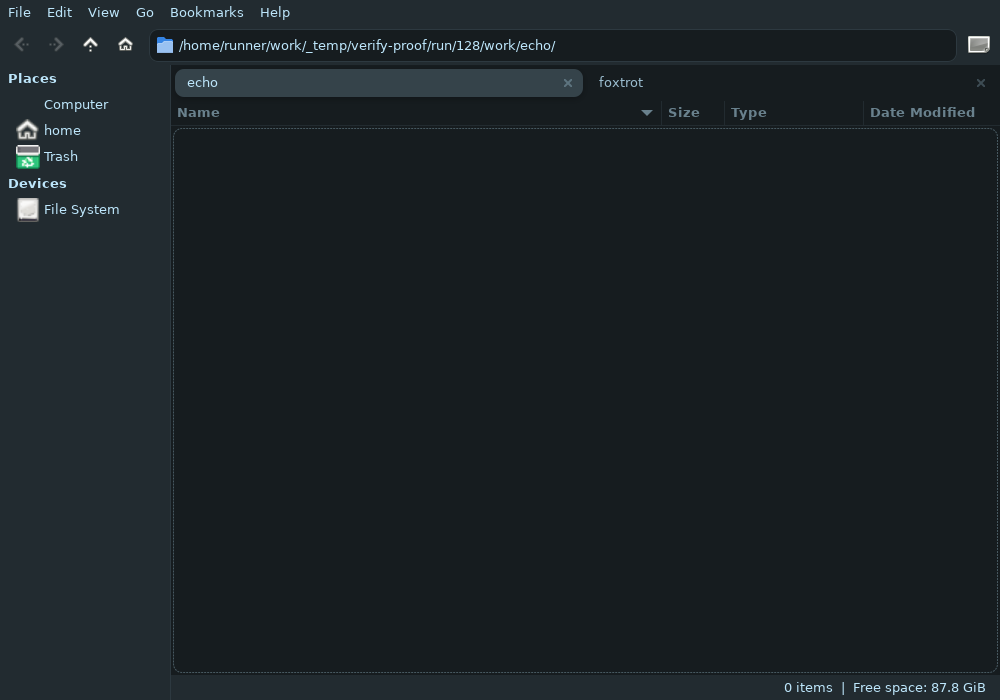 File Edit View Go Bookmarks Help
/home/runner/work/_temp/verify-proof/run/128/work/echo/
Places
Computer
home
Trash
Devices
File System
echo foxtrot
Name Size Type Date Modified
0 items | Free space: 87.8 GiB